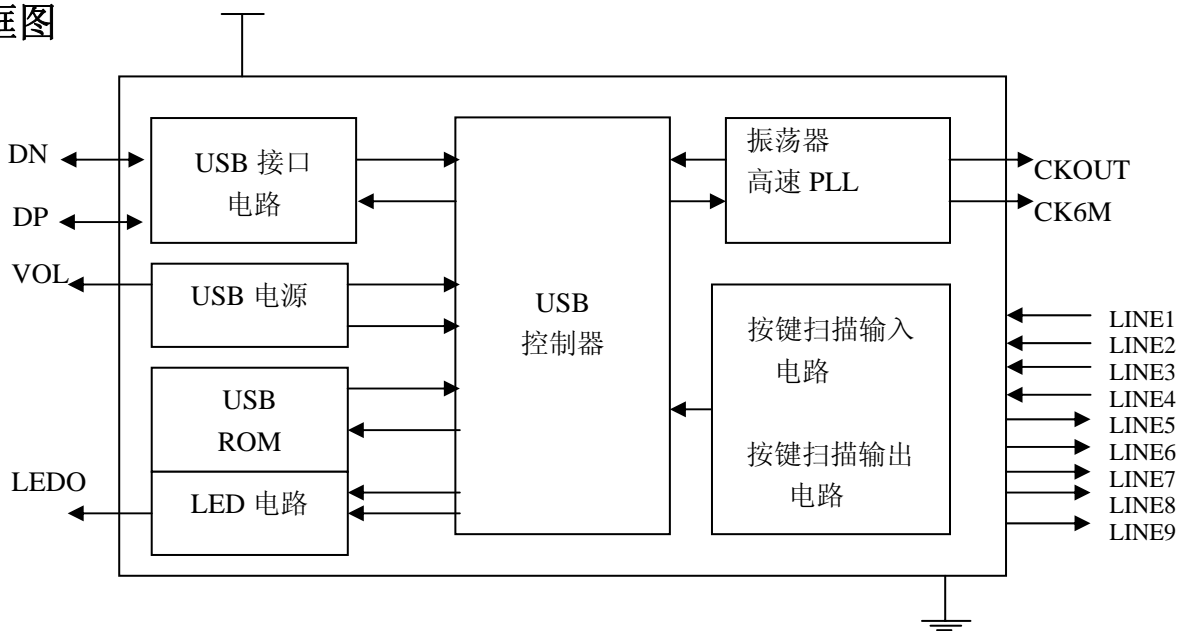 框图
DN
DP
VOL
LEDO
USB 接口
电路
USB 电源
USB
ROM
LED 电路
USB
控制器
振荡器
高速 PLL
按键扫描输入
电路
按键扫描输出
电路
CKOUT
CK6M
LINE1
LINE2
LINE3
LINE4
LINE5
LINE6
LINE7
LINE8
LINE9